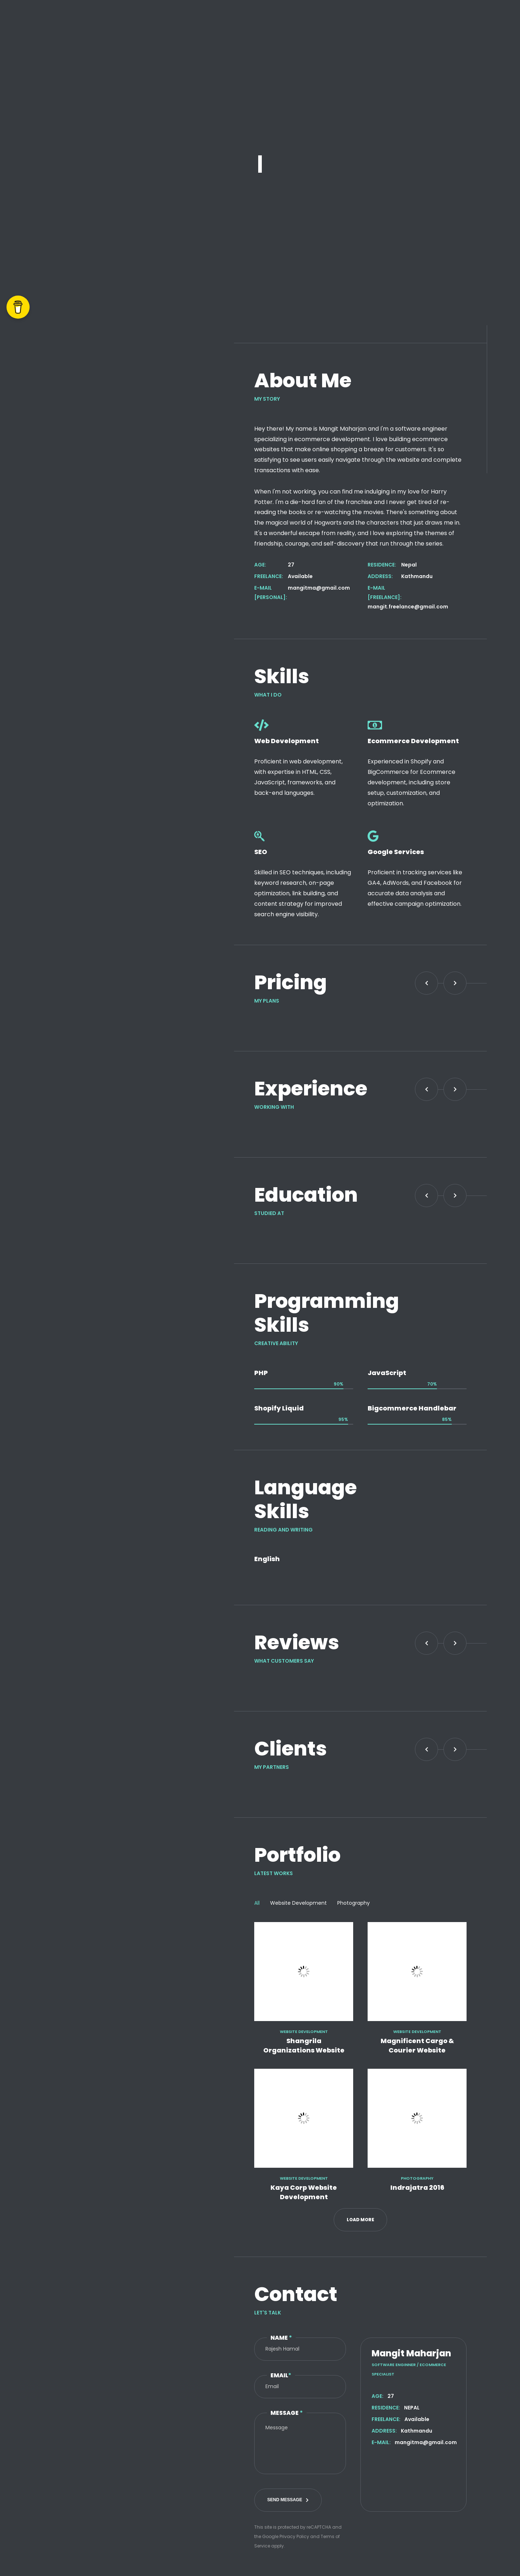 About Me
MY STORY
Hey there! My name is Mangit Maharjan and I'm a software engineer
specializing in ecommerce development. I love building ecommerce
websites that make online shopping a breeze for customers. It's so
satisfying to see users easily navigate through the website and complete
transactions with ease.
When I'm not working, you can find me indulging in my love for Harry
Potter. I'm a die-hard fan of the franchise and I never get tired of re-
reading the books or re-watching the movies. There's something about
the magical world of Hogwarts and the characters that just draws me in.
It's a wonderful escape from reality, and I love exploring the themes of
friendship, courage, and self-discovery that run through the series.
AGE: 27
RESIDENCE: Nepal
FREELANCE: Available
ADDRESS: Kathmandu
E-MAIL [PERSONAL]: mangitma@gmail.com
E-MAIL [FREELANCE]:
mangit.freelance@gmail.com
Skills
WHAT I DO
Web Development
Proficient in web development,
with expertise in HTML, CSS,
JavaScript, frameworks, and
back-end languages.
Ecommerce Development
Experienced in Shopify and
BigCommerce for Ecommerce
development, including store
setup, customization, and
optimization.
SEO
Skilled in SEO techniques, including
keyword research, on-page
optimization, link building, and
content strategy for improved
search engine visibility.
Google Services
Proficient in tracking services like
GA4, AdWords, and Facebook for
accurate data analysis and
effective campaign optimization.
Pricing
MY PLANS
Experience
WORKING WITH
Education
STUDIED AT
Programming
Skills
CREATIVE ABILITY
PHP
90%
JavaScript
70%
Shopify Liquid
95%
Bigcommerce Handlebar
85%
Language
Skills
READING AND WRITING
English
Reviews
WHAT CUSTOMERS SAY
Clients
MY PARTNERS
Portfolio
LATEST WORKS
All Website Development Photography
WEBSITE DEVELOPMENT
Shangrila
Organizations Website
WEBSITE DEVELOPMENT
Magnificent Cargo &
Courier Website
WEBSITE DEVELOPMENT
Kaya Corp Website
Development
PHOTOGRAPHY
Indrajatra 2016
LOAD MORE
Contact
LET'S TALK
NAME *
Rajesh Hamal
EMAIL*
Email
MESSAGE *
Message
SEND MESSAGE
This site is protected by reCAPTCHA and
the Google Privacy Policy and Terms of
Service apply.
Mangit Maharjan
SOFTWARE ENGINEER / ECOMMERCE
SPECIALIST
AGE: 27
RESIDENCE: NEPAL
FREELANCE: Available
ADDRESS: Kathmandu
E-MAIL: mangitma@gmail.com